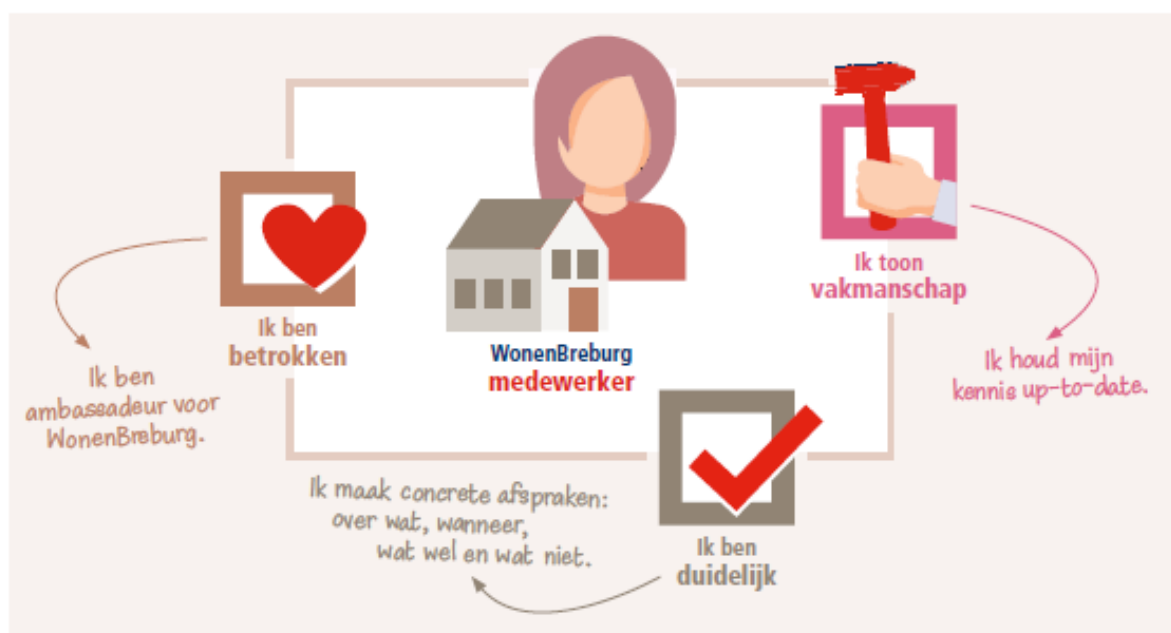 Ik ben
betrokken
Ik ben
ambassadeur voor
WonenBreburg.
WonenBreburg
medewerker
Ik toon
vakmanschap
Ik houd mijn
kennis up-to-date.
Ik maak concrete afspraken:
over wat, wanneer,
wat wel en wat niet.
Ik ben
duidelijk